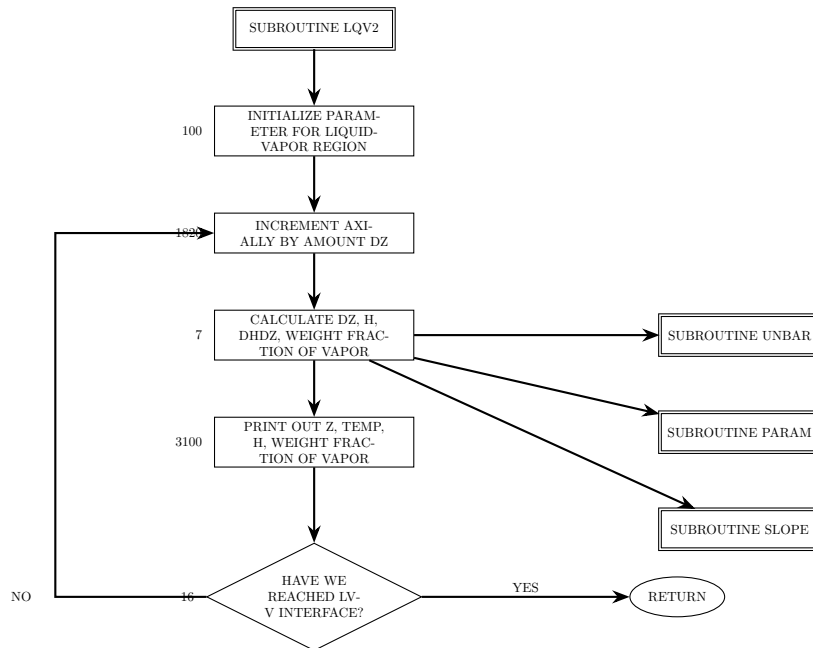 SUBROUTINE LQV2
100
INITIALIZE PARAM-
ETER FOR LIQUID-
VAPOR REGION
1820
INCREMENT AXI-
ALLY BY AMOUNT DZ
7
CALCULATE DZ, H,
DHDZ, WEIGHT FRAC-
TION OF VAPOR
SUBROUTINE UNBAR
SUBROUTINE PARAM
3100
PRINT OUT Z, TEMP,
H, WEIGHT FRAC-
TION OF VAPOR
SUBROUTINE SLOPE
NO
16
HAVE WE
REACHED LV-
V INTERFACE?
YES
RETURN